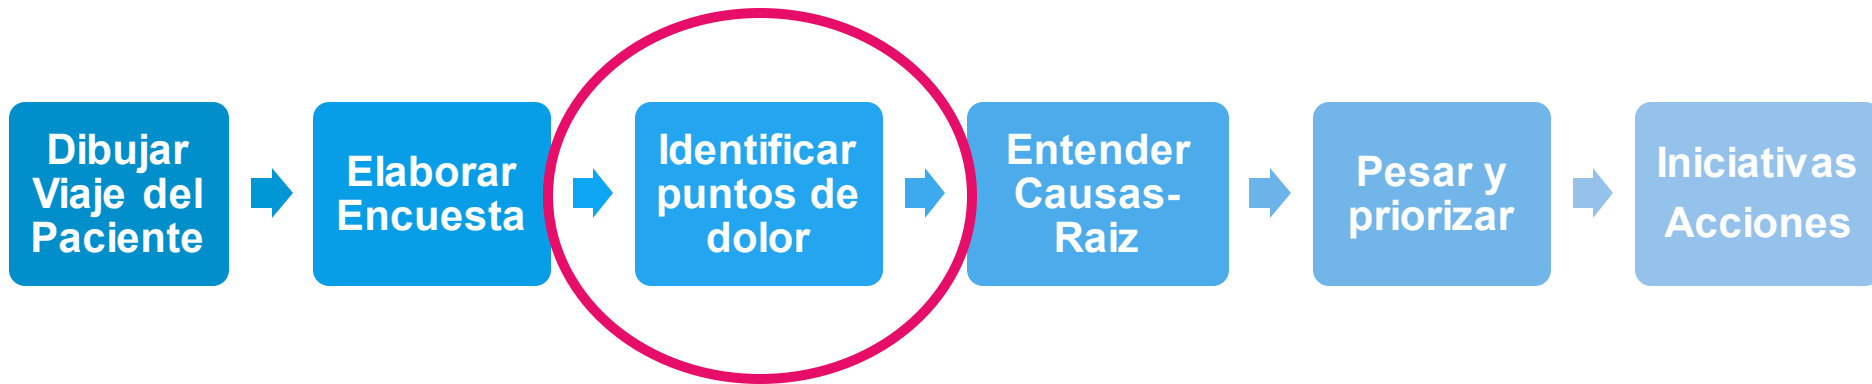 Dibujar
Viaje del
Paciente
Elaborar
Encuesta
Identificar
puntos de
dolor
Entender
Causas-
Raiz
Pesar y
priorizar
Iniciativas
Acciones